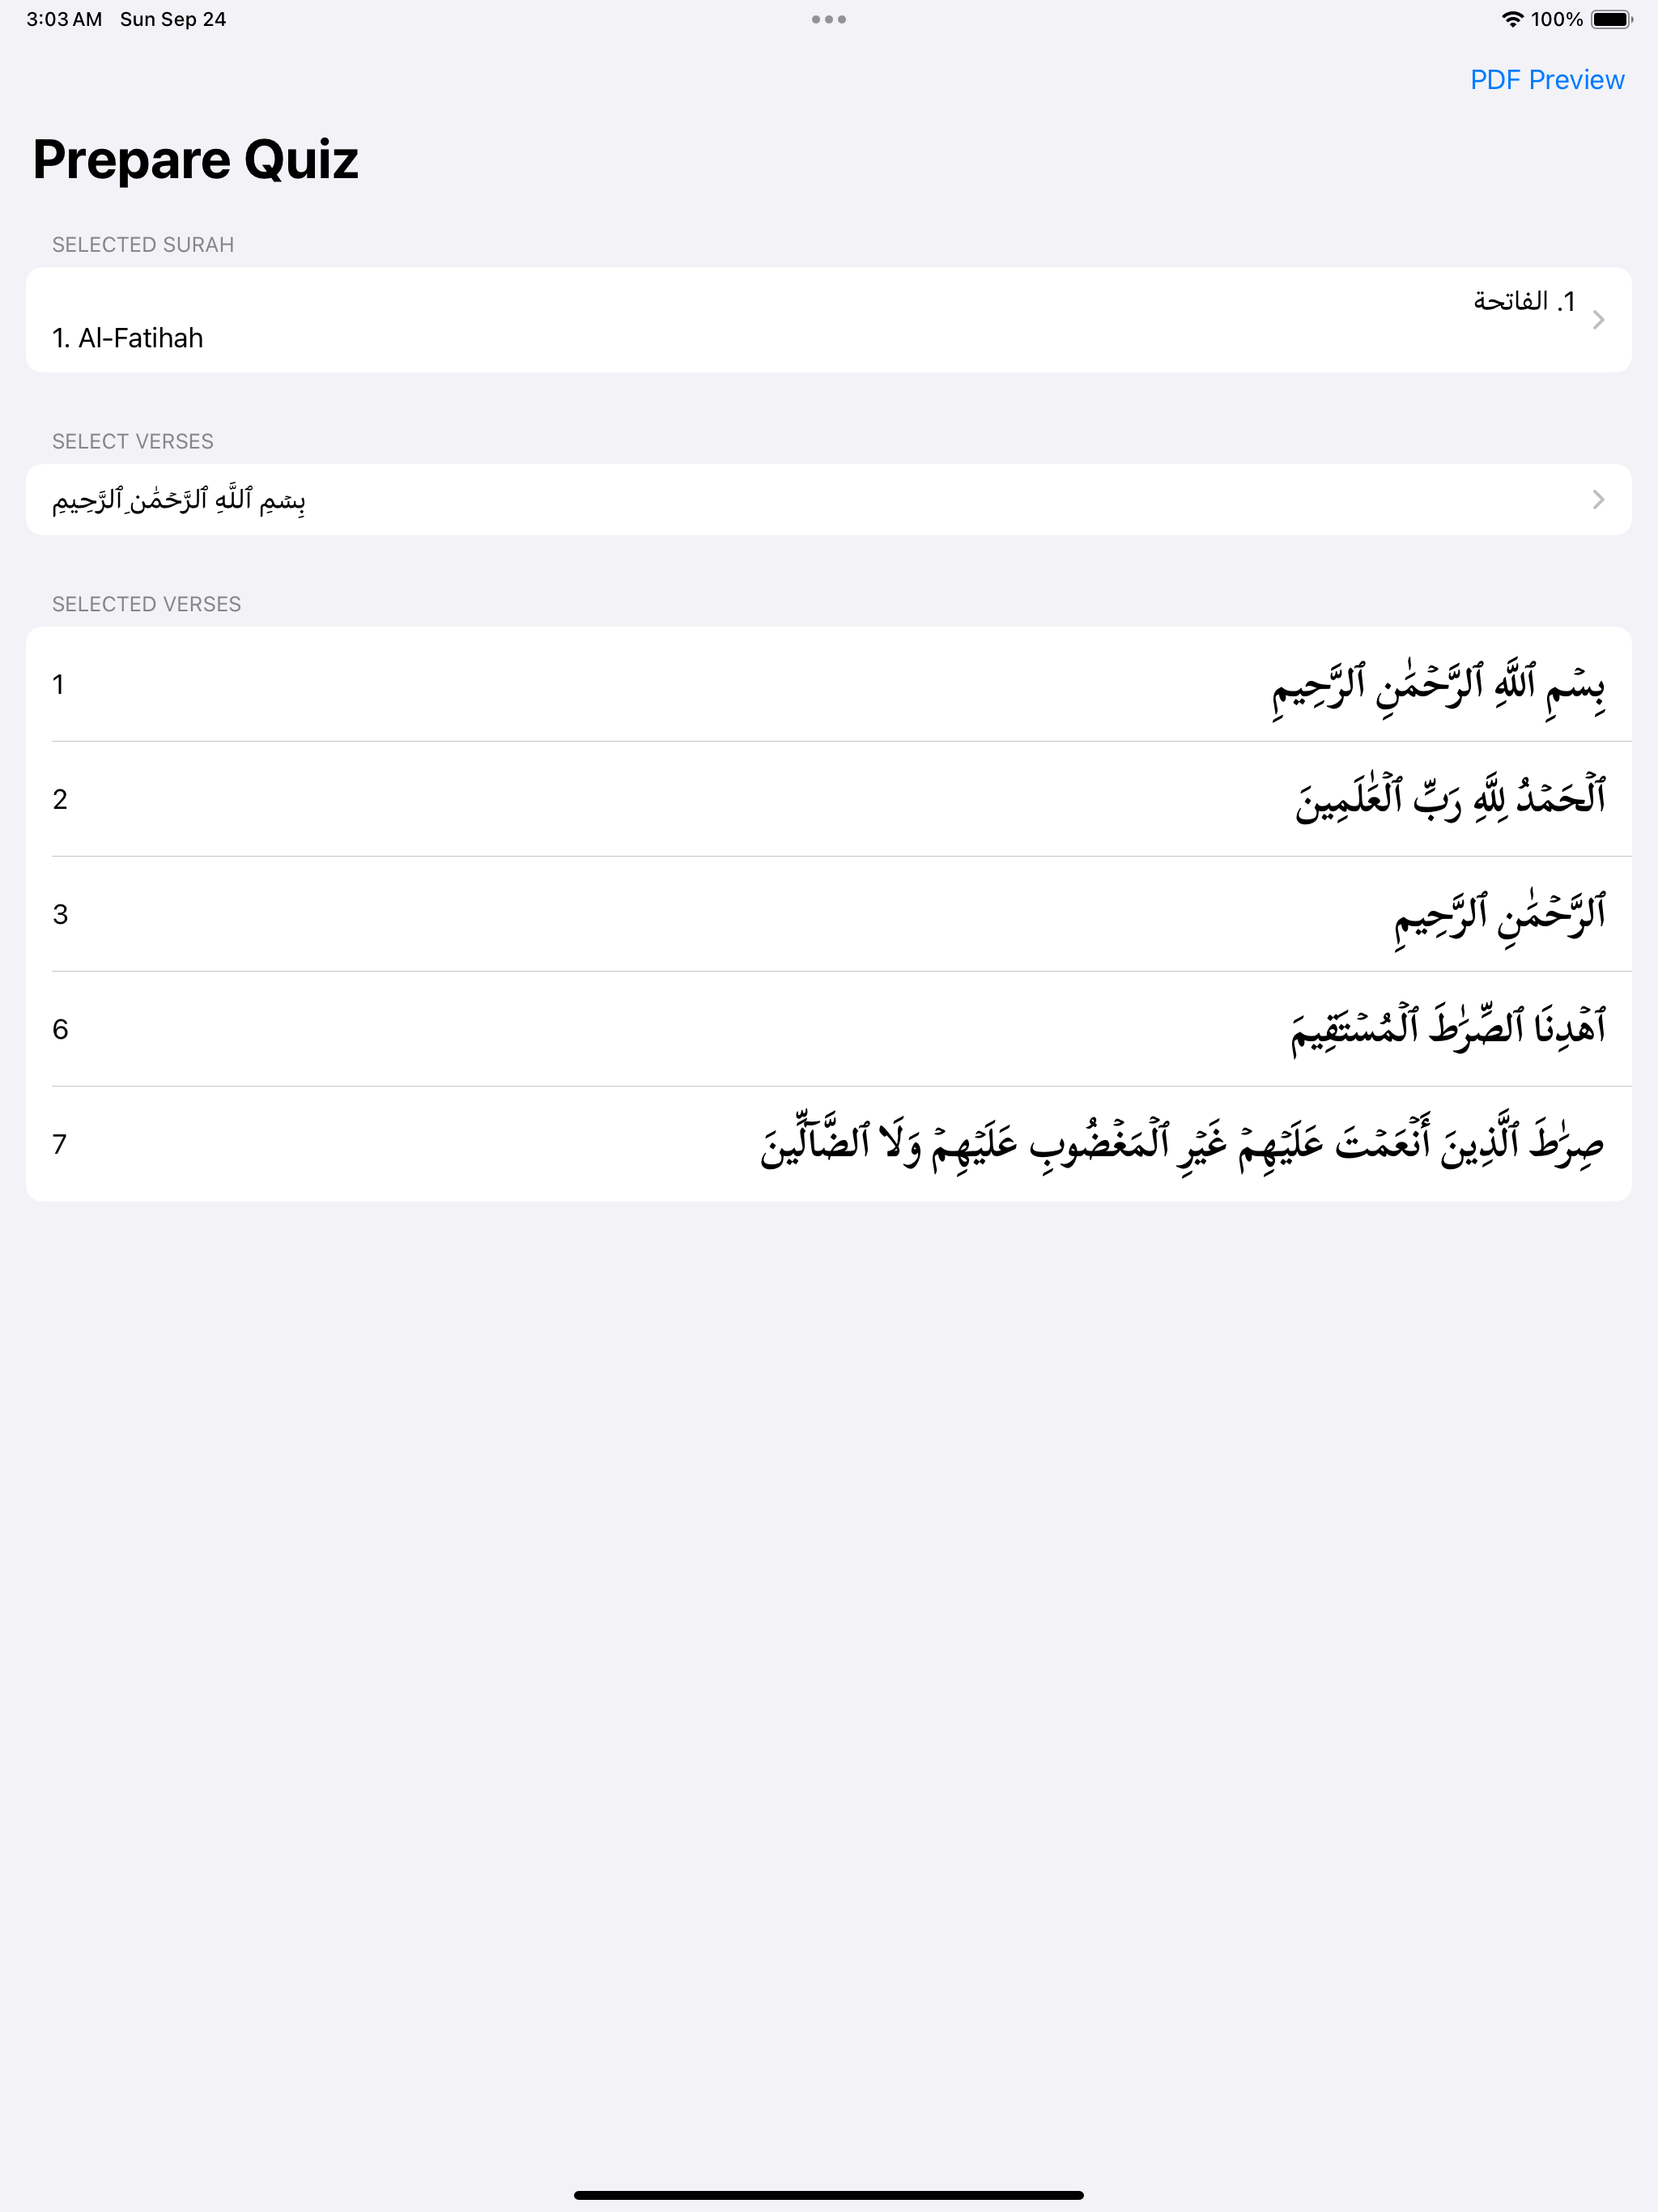 3:03 AM Sun Sep 24
100%
PDF Preview
Prepare Quiz
SELECTED SURAH
1. الفاتحة
1. Al-Fatihah
SELECT VERSES
بِسۡمِ ٱللَّهِ ٱلرَّحۡمَٰنِ ٱلرَّحِيمِ
SELECTED VERSES
1
بِسۡمِ ٱللَّهِ ٱلرَّحۡمَٰنِ ٱلرَّحِيمِ
2
ٱلۡحَمۡدُ لِلَّهِ رَبِّ ٱلۡعَٰلَمِينَ
3
ٱلرَّحۡمَٰنِ ٱلرَّحِيمِ
6
ٱهۡدِنَا ٱلصِّرَٰطَ ٱلۡمُسۡتَقِيمَ
7
صِرَٰطَ ٱلَّذِينَ أَنۡعَمۡتَ عَلَيۡهِمۡ غَيۡرِ ٱلۡمَغۡضُوبِ عَلَيۡهِمۡ وَلَا ٱلضَّآلِّينَ